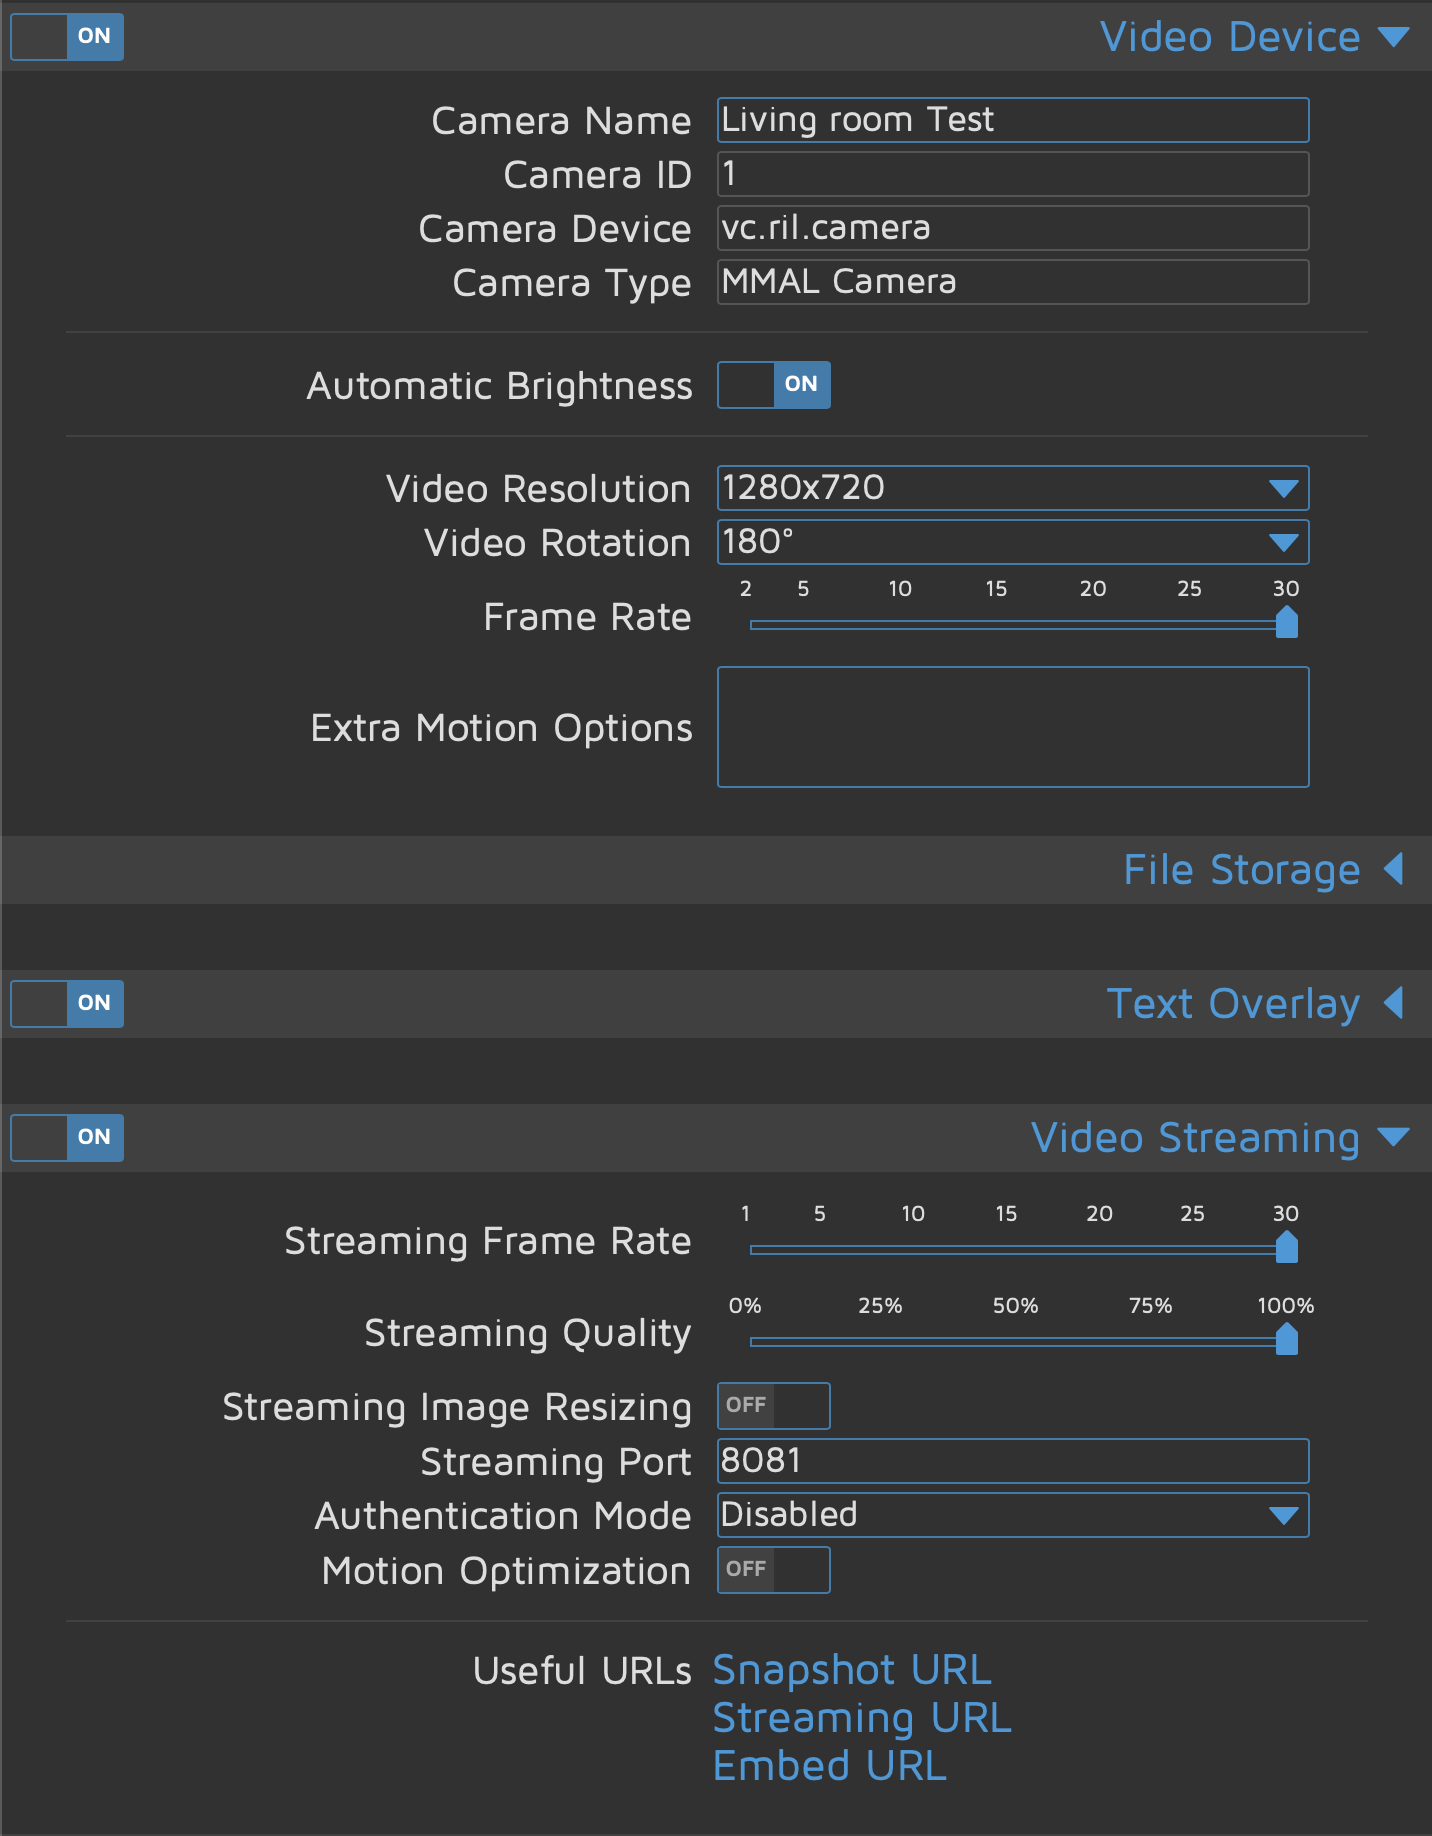 ON Video Device
Camera Name Living room Test
Camera ID 1
Camera Device vc.ril.camera
Camera Type MMAL Camera
Automatic Brightness ON
Video Resolution 1280x720
Video Rotation 180°
2 5 10 15 20 25 30
Frame Rate
Extra Motion Options
File Storage
ON Text Overlay
ON Video Streaming
1 5 10 15 20 25 30
Streaming Frame Rate
0% 25% 50% 75% 100%
Streaming Quality
Streaming Image Resizing OFF
Streaming Port 8081
Authentication Mode Disabled
Motion Optimization OFF
Useful URLs Snapshot URL
Streaming URL
Embed URL